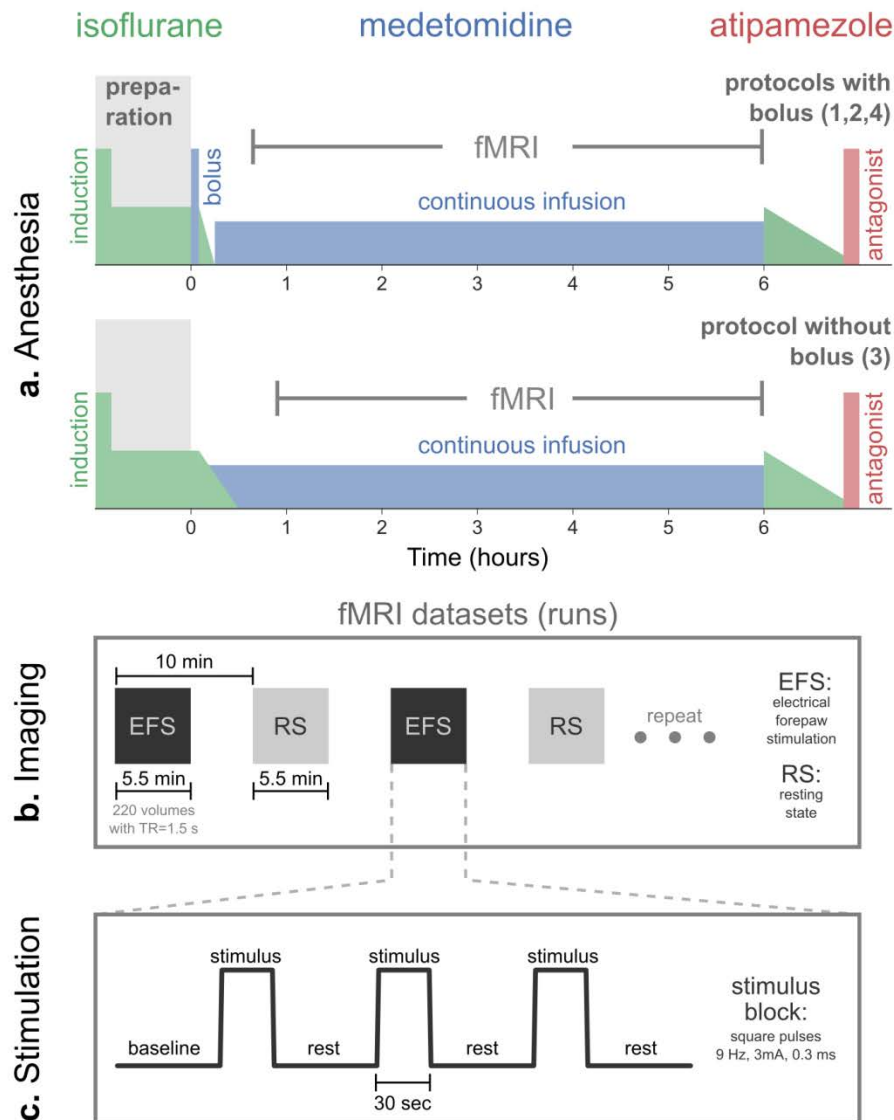 isoflurane medetomidine atipamezole
a. Anesthesia
prepa-
ration
protocols with
bolus (1,2,4)
induction
bolus
fMRI
continuous infusion
antagonist
0 1 2 3 4 5 6
protocol without
bolus (3)
induction
fMRI
continuous infusion
antagonist
0 1 2 3 4 5 6
Time (hours)
fMRI datasets (runs)
b. Imaging
10 min
EFS RS EFS RS
repeat
5.5 min 5.5 min
220 volumes
with TR=1.5 s
EFS:
electrical
forepaw
stimulation
RS:
resting
state
c. Stimulation
stimulus stimulus stimulus
baseline rest rest rest
30 sec
stimulus
block:
square pulses
9 Hz, 3mA, 0.3 ms